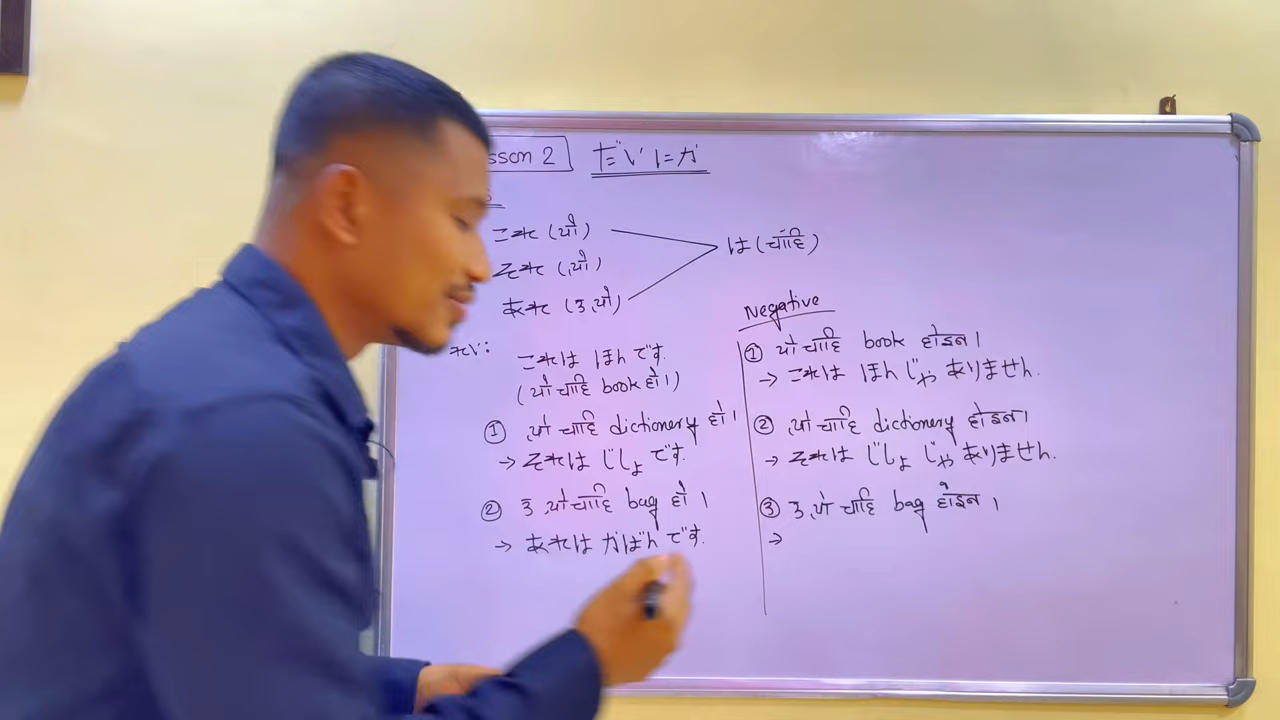 sson 2 だい に か
これ (यो)
それ (,यो)
あれ (उ,यो)
は (चाँहि)
れい:
これは ほん です.
(यो चाहि book हो।)
① ,यो चाहि dictionary हो।
→ それは じしょ です.
② उ ,यो चाहि bag हो ।
→ あれは かばん です.
Negative
① यो चाहि book होइन।
→ これは ほん じゃ ありません.
② ,यो चाहि dictionary होइन।
→ それは じしょ じゃ ありません.
③ उ ,यो चाहि bag होइन ।
→